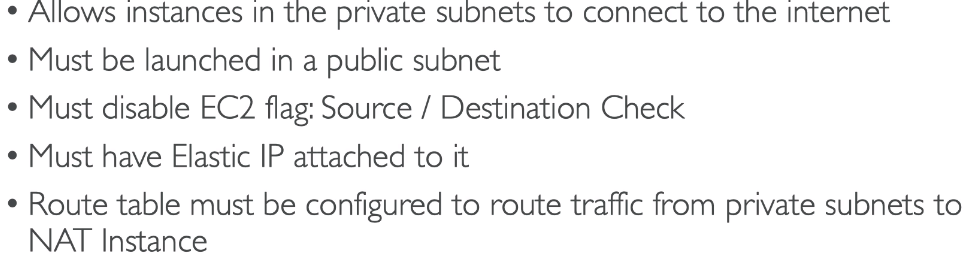 • Allows instances in the private subnets to connect to the internet
• Must be launched in a public subnet
• Must disable EC2 flag: Source / Destination Check
• Must have Elastic IP attached to it
• Route table must be configured to route traffic from private subnets to
NAT Instance